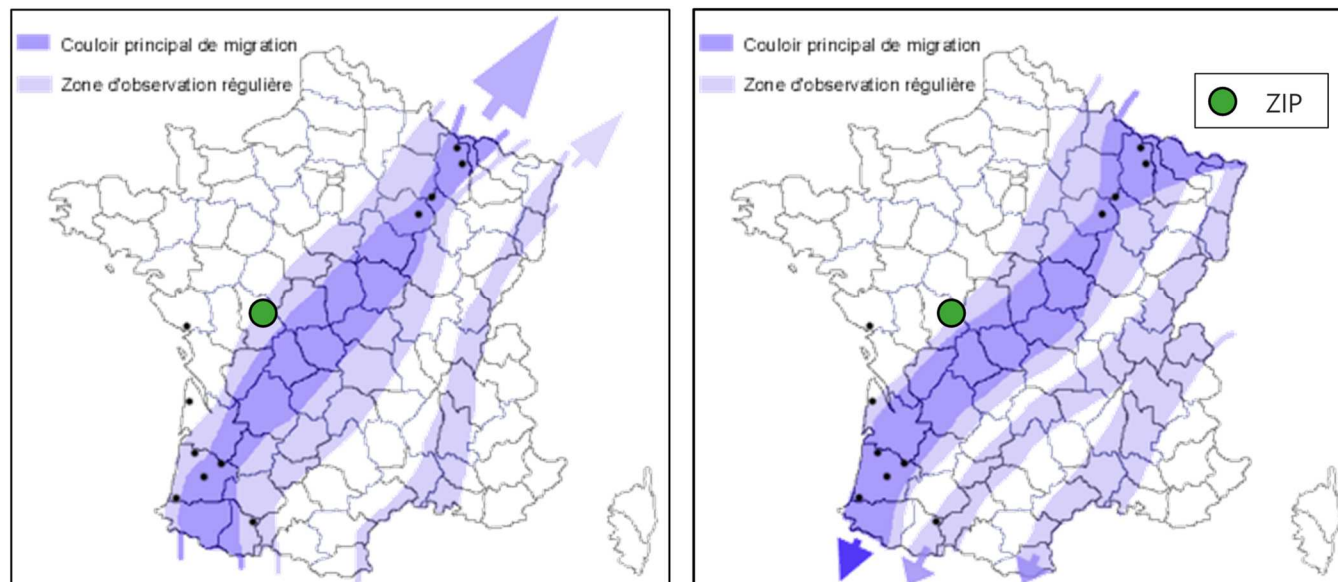 Couloir principal de migration
Zone d'observation régulière
Couloir principal de migration
Zone d'observation régulière
ZIP